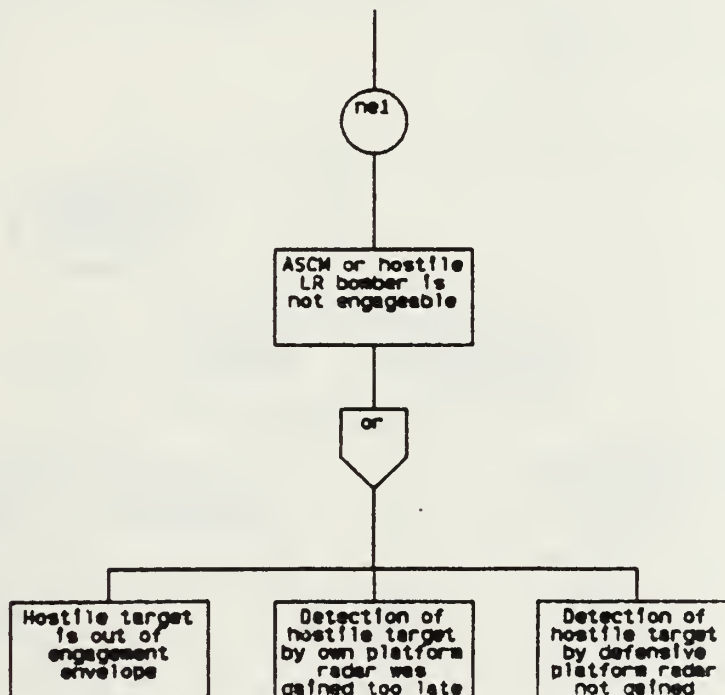 ne1
ASCM or hostile
LR bomber is
not engageable
or
Hostile target
is out of
engagement
envelope
Detection of
hostile target
by own platform
radar was
gained too late
Detection of
hostile target
by defensive
platform radar
not gained